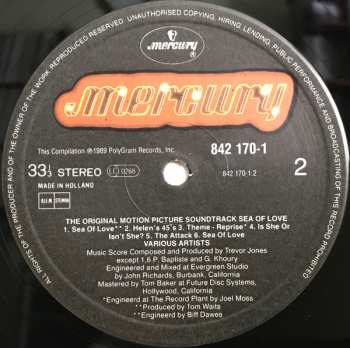 UNAUTHORISED COPYING, HIRING, LENDING, PUBLIC PERFORMANCE AND BROADCASTING OF THIS RECORD PROHIBITED
ALL RIGHTS OF THE PRODUCER AND OF THE OWNER OF THE WORK REPRODUCED RESERVED
mercury
®
mercury
This Compilation ℗1989 PolyGram Records, Inc.
842 170-1
33⅓ STEREO
LC 0268
842 170-1.2
2
MADE IN HOLLAND
STEMRA
THE ORIGINAL MOTION PICTURE SOUNDTRACK SEA OF LOVE
1. Sea Of Love** 2. Helen's 45's 3. Theme - Reprise* 4. Is She Or
Isn't She? 5. The Attack 6. Sea Of Love
VARIOUS ARTISTS
Music Score Composed and Produced by Trevor Jones
except 1,6 P. Baptiste and G. Khoury
Engineered and Mixed at Evergreen Studio
by John Richards, Burbank, California
Mastered by Tom Baker at Future Disc Systems,
Hollywood, California
*Engineered at The Record Plant by Joel Moss
**Produced by Tom Waits
**Engineered by Biff Dawes